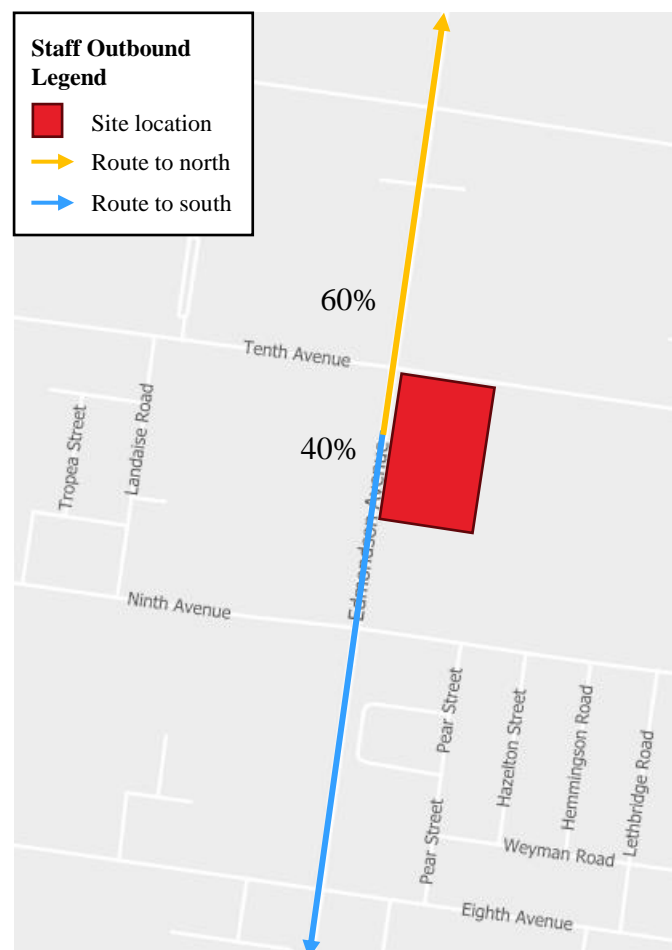 Staff Outbound
Legend
Site location
Route to north
Route to south
60%
Tenth Avenue
40%
Tropea Street
Landaise Road
Edmondson Avenue
Ninth Avenue
Pear Street
Hazelton Street
Hemmingson Road
Lethbridge Road
Pear Street
Weyman Road
Eighth Avenue